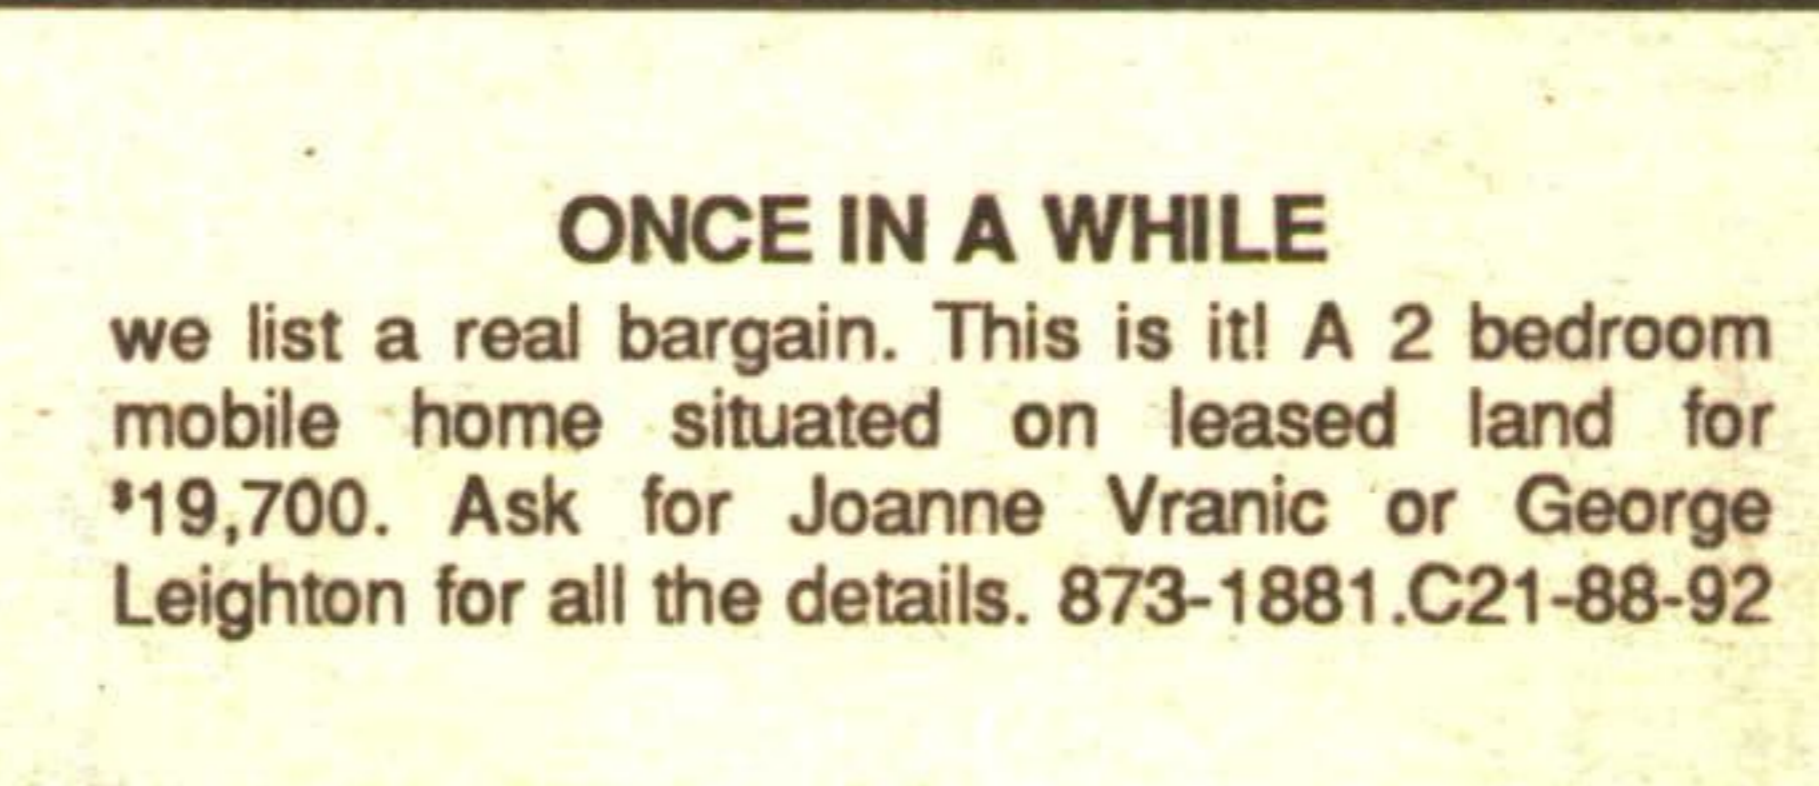 ONCE IN A WHILE
we list a real bargain. This is it! A 2 bedroom
mobile home situated on leased land for
$19,700. Ask for Joanne Vranic or George
Leighton for all the details. 873-1881.C21-88-92